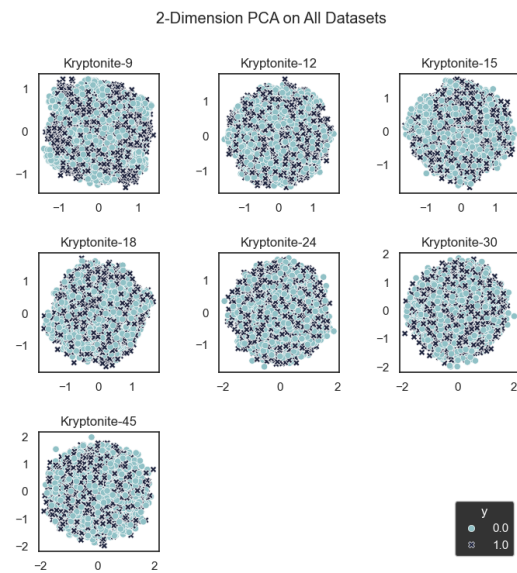 2-Dimension PCA on All Datasets
Kryptonite-9
Kryptonite-12
Kryptonite-15
1
0
−1
1
0
−1
1
0
−1
−1 0 1
−1 0 1
−1 0 1
Kryptonite-18
Kryptonite-24
Kryptonite-30
1
0
−1
1
0
−1
2
1
0
−1
−2
−1 0 1
−2 0 2
−2 0 2
Kryptonite-45
2
1
0
−1
−2
−2 0 2
y
0.0
1.0